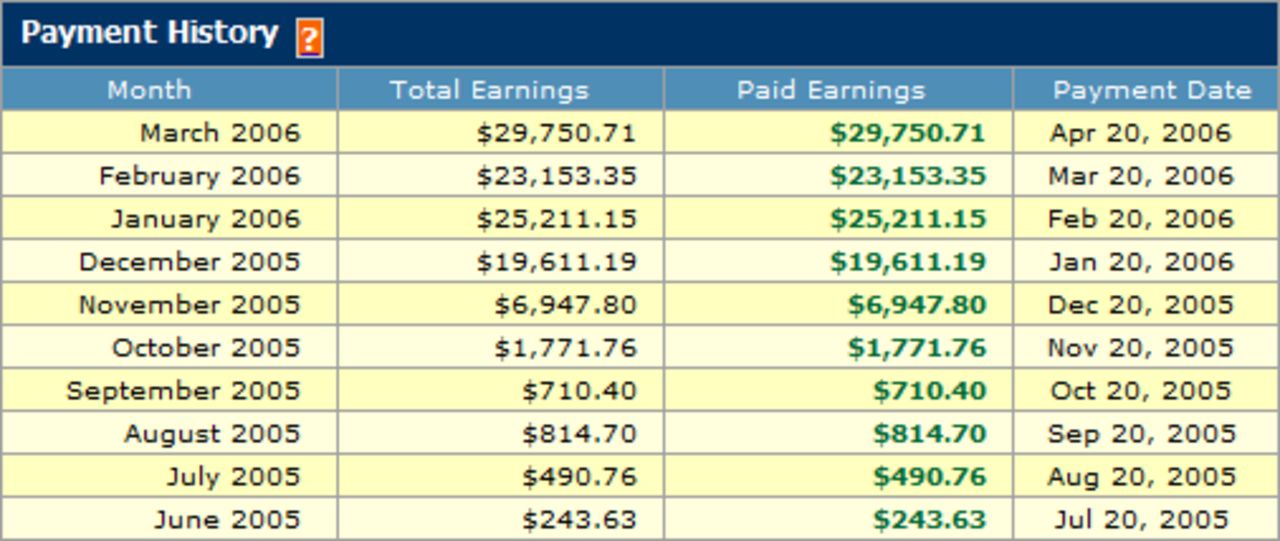 Payment History ?
Month Total Earnings Paid Earnings Payment Date
March 2006 $29,750.71 $29,750.71 Apr 20, 2006
February 2006 $23,153.35 $23,153.35 Mar 20, 2006
January 2006 $25,211.15 $25,211.15 Feb 20, 2006
December 2005 $19,611.19 $19,611.19 Jan 20, 2006
November 2005 $6,947.80 $6,947.80 Dec 20, 2005
October 2005 $1,771.76 $1,771.76 Nov 20, 2005
September 2005 $710.40 $710.40 Oct 20, 2005
August 2005 $814.70 $814.70 Sep 20, 2005
July 2005 $490.76 $490.76 Aug 20, 2005
June 2005 $243.63 $243.63 Jul 20, 2005